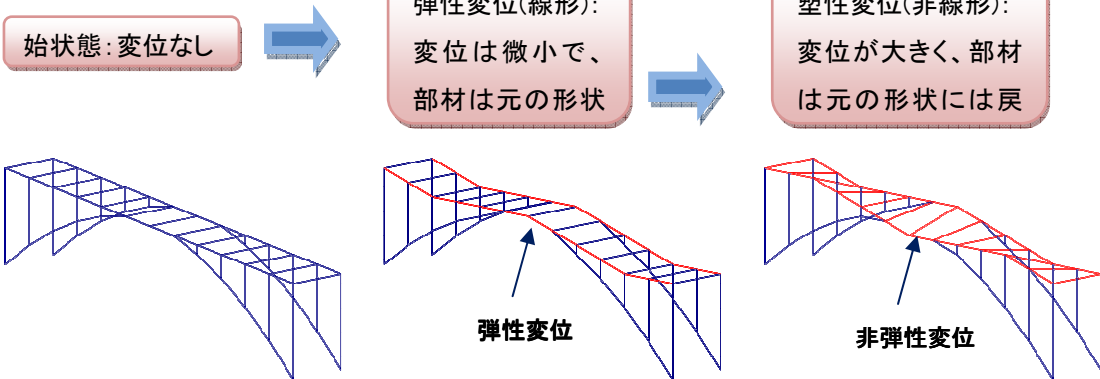 始状態：変位なし
弾性変位(線形)：
変位は微小で、
部材は元の形状
塑性変位(非線形)：
変位が大きく、部材
は元の形状には戻
弾性変位
非弾性変位